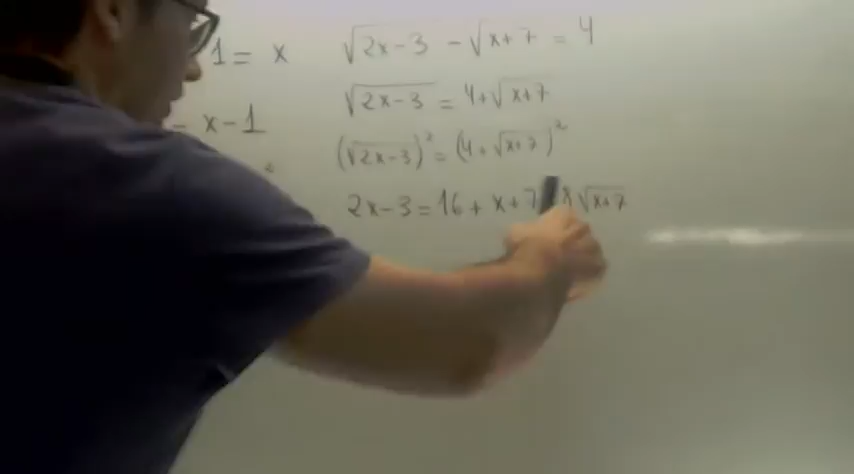 1 = x
- x - 1
2
√2x - 3 - √x + 7 = 4
√2x - 3 = 4 + √x + 7
(√2x - 3)² = (4 + √x + 7)²
2x - 3 = 16 + x + 7 8 √x + 7